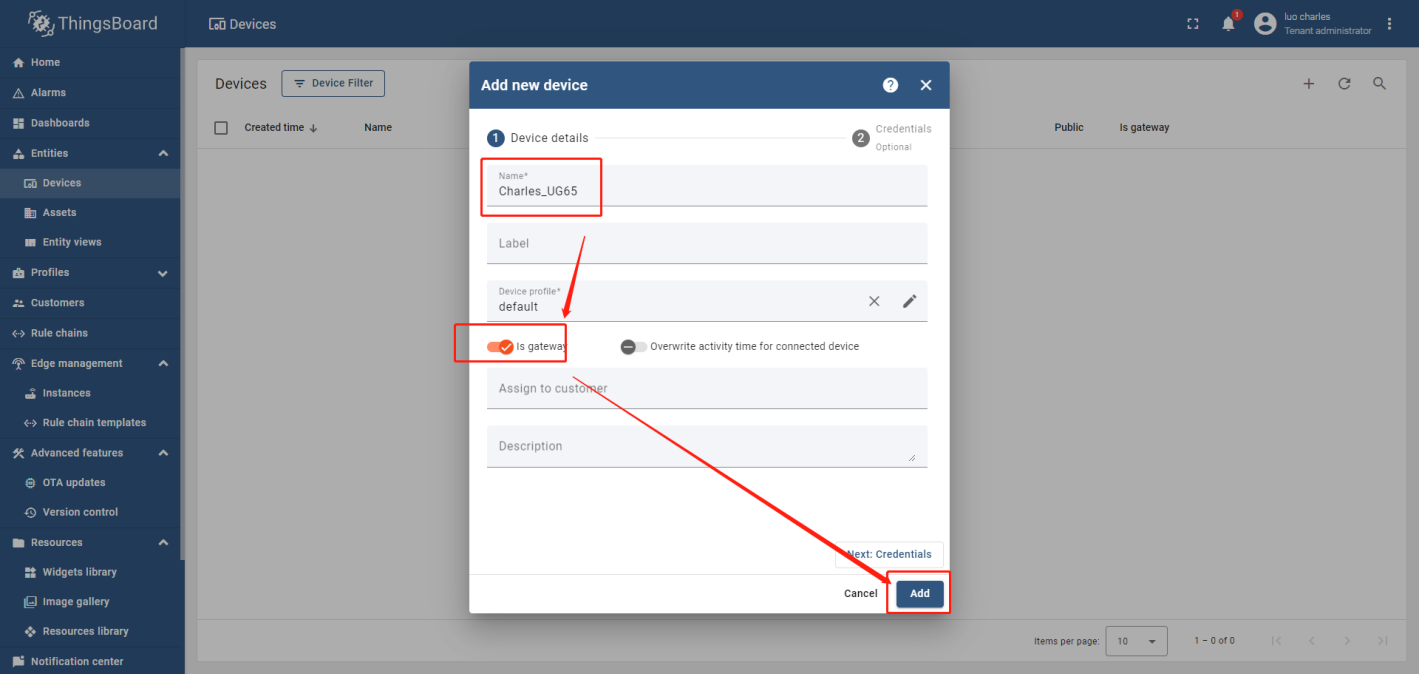 ThingsBoard
Devices
1
luo charles
Tenant administrator
Home
Alarms
Dashboards
Entities
Devices
Assets
Entity views
Profiles
Customers
Rule chains
Edge management
Instances
Rule chain templates
Advanced features
OTA updates
Version control
Resources
Widgets library
Image gallery
Resources library
Notification center
Devices
Device Filter
Created time
Name
Public
Is gateway
Add new device
?
1
Device details
2
Credentials
Optional
Name*
Charles_UG65
Label
Device profile*
default
Is gateway
Overwrite activity time for connected device
Assign to customer
Description
Next: Credentials
Cancel
Add
Items per page:
10
1 – 0 of 0